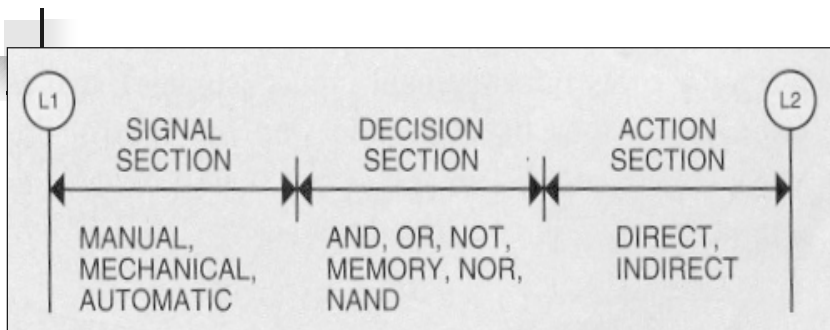 L1
L2
SIGNAL
SECTION
DECISION
SECTION
ACTION
SECTION
MANUAL,
MECHANICAL,
AUTOMATIC
AND, OR, NOT,
MEMORY, NOR,
NAND
DIRECT,
INDIRECT